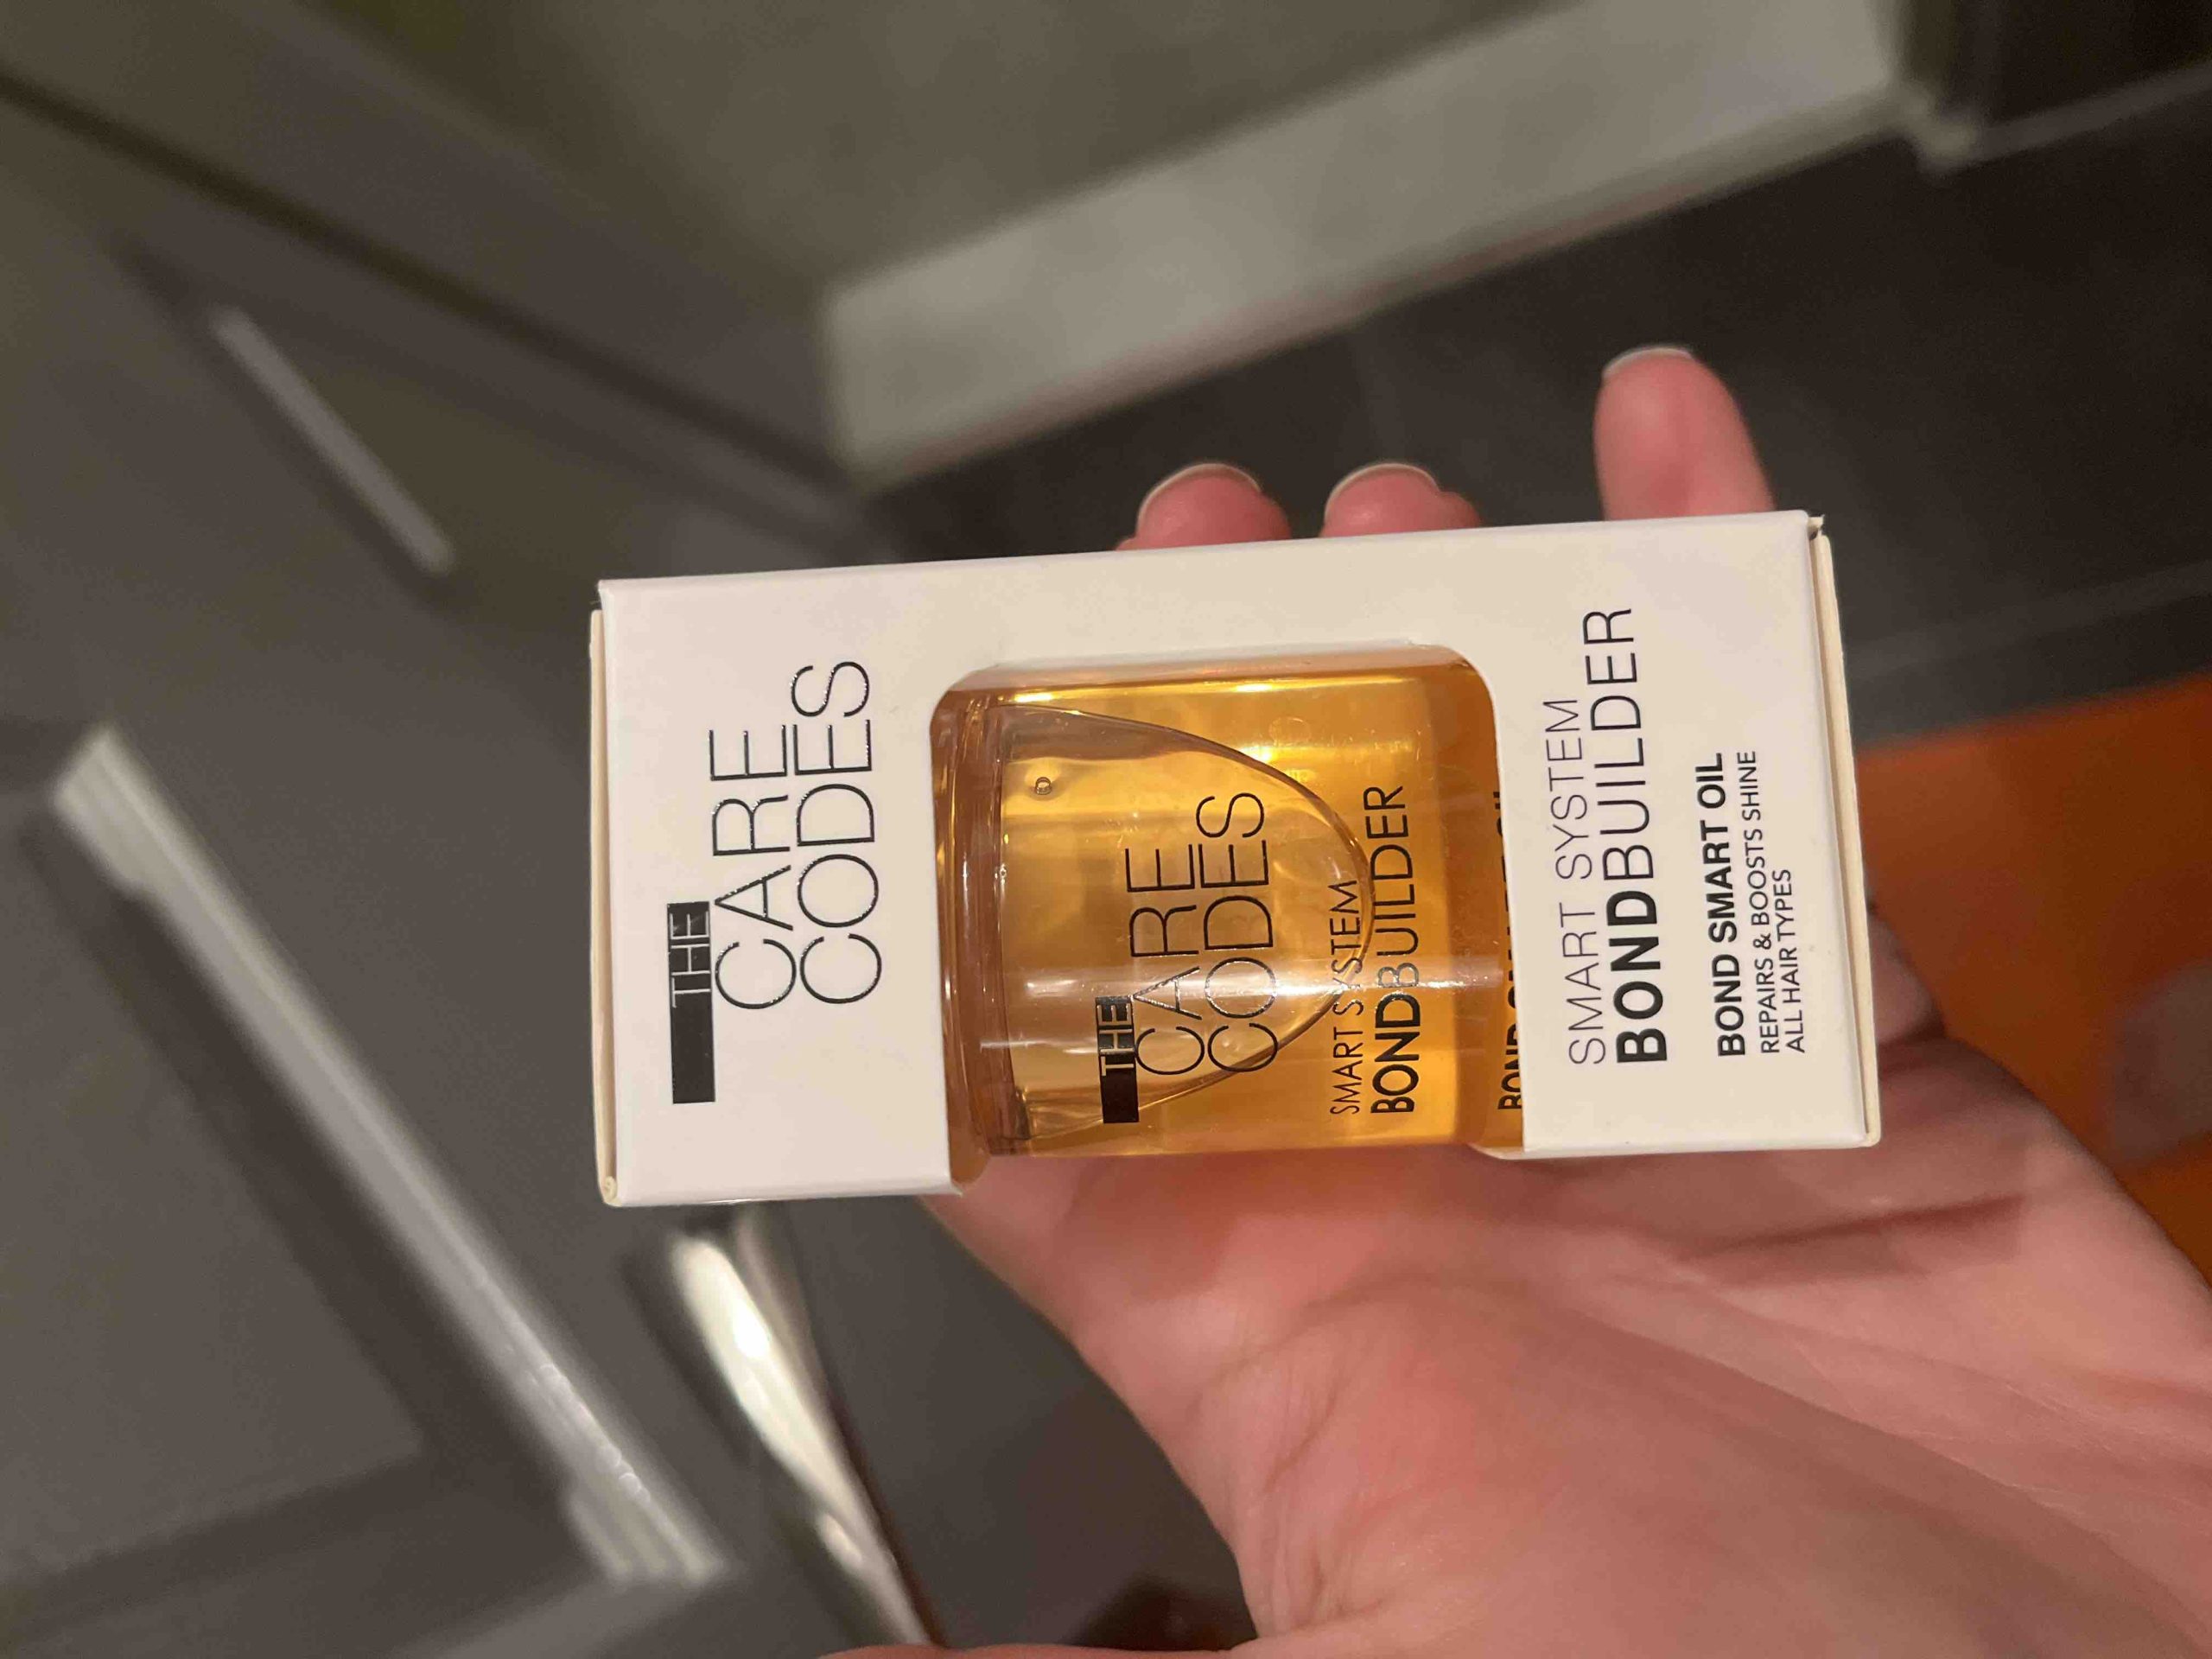 THE
CARE
CODES
THE
CARE
CODES
SMART SYSTEM
BONDBUILDER
BOND
SMART SYSTEM
BONDBUILDER
BOND SMART OIL
REPAIRS & BOOSTS SHINE
ALL HAIR TYPES